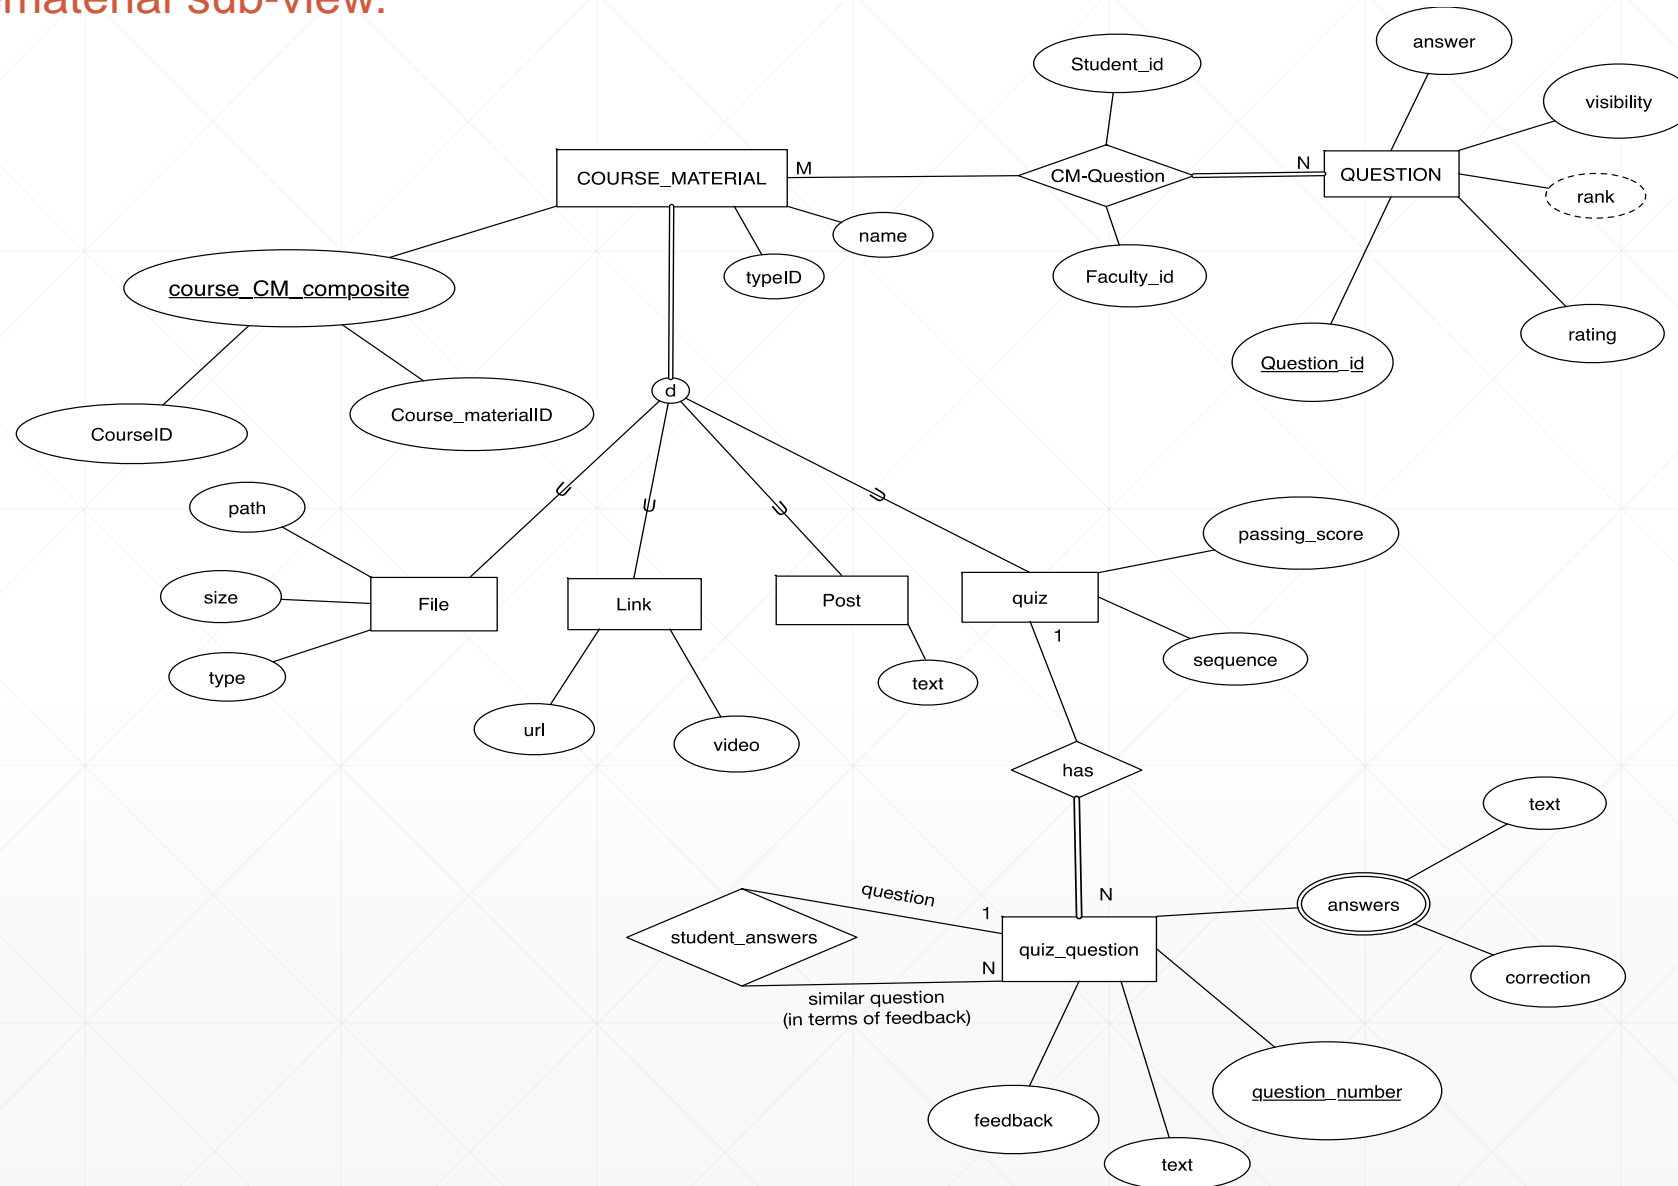 material sub-view:
answer
Student_id
visibility
COURSE_MATERIAL
M
CM-Question
N
QUESTION
rank
name
typeID
Faculty_id
course_CM_composite
rating
Question_id
d
CourseID
Course_materialID
U
U
U
U
path
passing_score
size
File
Link
Post
quiz
1
type
text
sequence
url
video
has
text
question
N
answers
1
student_answers
quiz_question
N
similar question
(in terms of feedback)
correction
feedback
question_number
text